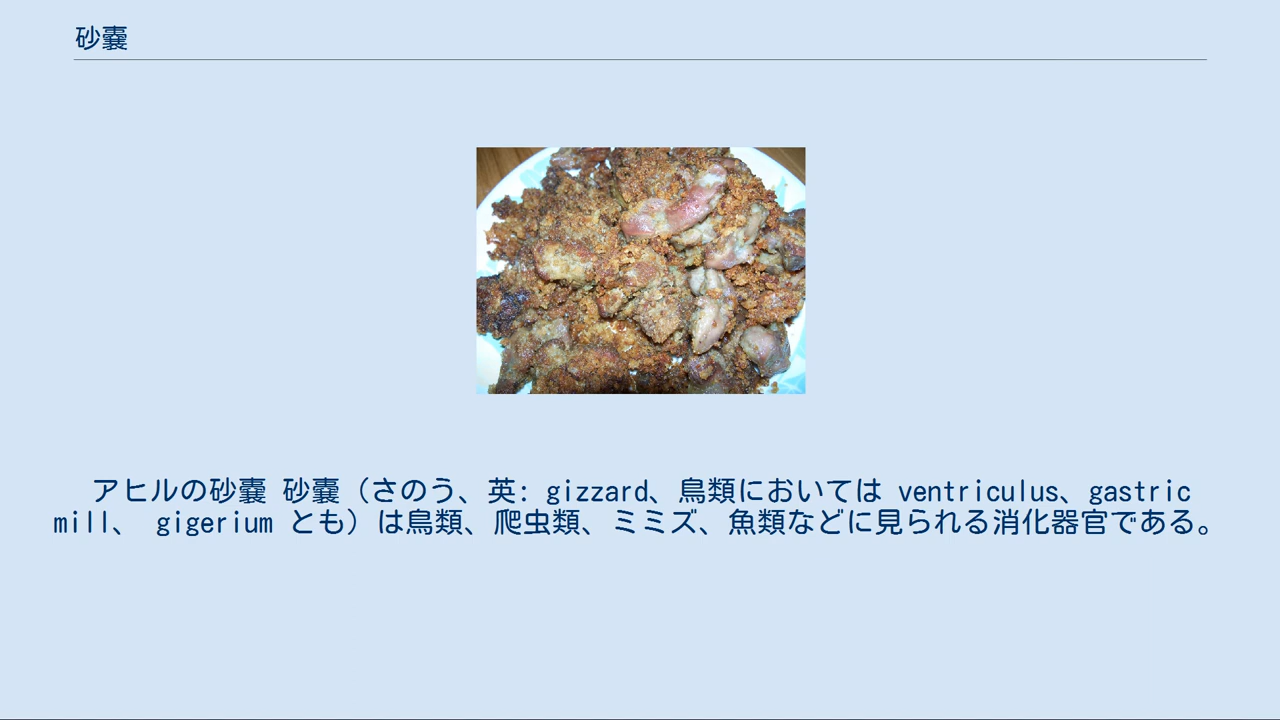 砂嚢
アヒルの砂嚢 砂嚢（さのう、英: gizzard、鳥類においては ventriculus、gastric
mill、 gigerium とも）は鳥類、爬虫類、ミミズ、魚類などに見られる消化器官である。